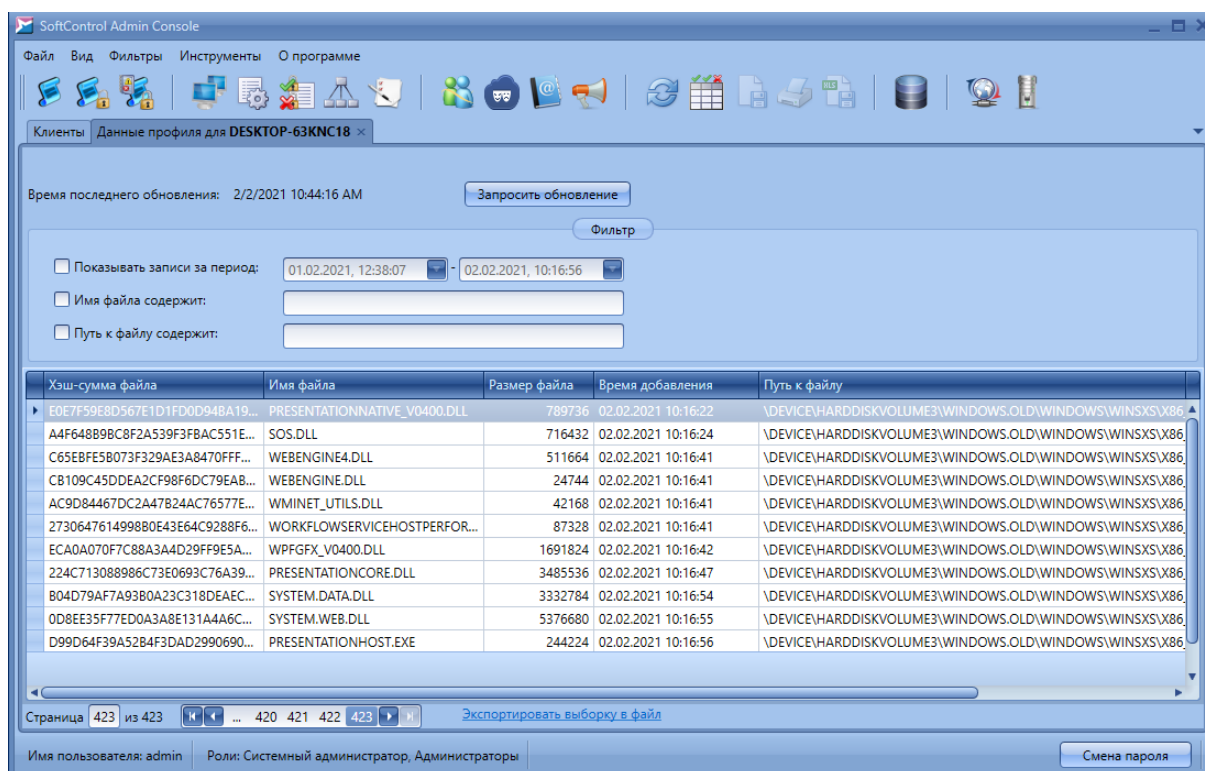 SoftControl Admin Console
Файл Вид Фильтры Инструменты О программе
Клиенты Данные профиля для DESKTOP-63KNC18
Время последнего обновления: 2/2/2021 10:44:16 AM Запросить обновление
Фильтр
Показывать записи за период: 01.02.2021, 12:38:07 - 02.02.2021, 10:16:56
Имя файла содержит:
Путь к файлу содержит:
Хэш-сумма файла Имя файла Размер файла Время добавления Путь к файлу
E0E7F59E8D567E1D1FD0D94BA19... PRESENTATIONNATIVE_V0400.DLL 789736 02.02.2021 10:16:22 \DEVICE\HARDDISKVOLUME3\WINDOWS.OLD\WINDOWS\WINSXS\X86_
A4F648B9BC8F2A539F3FBAC551E... SOS.DLL 716432 02.02.2021 10:16:24 \DEVICE\HARDDISKVOLUME3\WINDOWS.OLD\WINDOWS\WINSXS\X86_
C65EBFE5B073F329AE3A8470FFF... WEBENGINE4.DLL 511664 02.02.2021 10:16:41 \DEVICE\HARDDISKVOLUME3\WINDOWS.OLD\WINDOWS\WINSXS\X86_
CB109C45DDEA2CF98F6DC79EAB... WEBENGINE.DLL 24744 02.02.2021 10:16:41 \DEVICE\HARDDISKVOLUME3\WINDOWS.OLD\WINDOWS\WINSXS\X86_
AC9D84467DC2A47B24AC76577E... WMINET_UTILS.DLL 42168 02.02.2021 10:16:41 \DEVICE\HARDDISKVOLUME3\WINDOWS.OLD\WINDOWS\WINSXS\X86_
2730647614998B0E43E64C9288F6... WORKFLOWSERVICEHOSTPERFOR... 87328 02.02.2021 10:16:41 \DEVICE\HARDDISKVOLUME3\WINDOWS.OLD\WINDOWS\WINSXS\X86_
ECA0A070F7C88A3A4D29FF9E5A... WPFGFX_V0400.DLL 1691824 02.02.2021 10:16:42 \DEVICE\HARDDISKVOLUME3\WINDOWS.OLD\WINDOWS\WINSXS\X86_
224C713088986C73E0693C76A39... PRESENTATIONCORE.DLL 3485536 02.02.2021 10:16:47 \DEVICE\HARDDISKVOLUME3\WINDOWS.OLD\WINDOWS\WINSXS\X86_
B04D79AF7A93B0A23C318DEAEC... SYSTEM.DATA.DLL 3332784 02.02.2021 10:16:54 \DEVICE\HARDDISKVOLUME3\WINDOWS.OLD\WINDOWS\WINSXS\X86_
0D8EE35F77ED0A3A8E131A4A6C... SYSTEM.WEB.DLL 5376680 02.02.2021 10:16:55 \DEVICE\HARDDISKVOLUME3\WINDOWS.OLD\WINDOWS\WINSXS\X86_
D99D64F39A52B4F3DAD2990690... PRESENTATIONHOST.EXE 244224 02.02.2021 10:16:56 \DEVICE\HARDDISKVOLUME3\WINDOWS.OLD\WINDOWS\WINSXS\X86_
Страница 423 из 423 ... 420 421 422 423 Экспортировать выборку в файл
Имя пользователя: admin Роли: Системный администратор, Администраторы Смена пароля